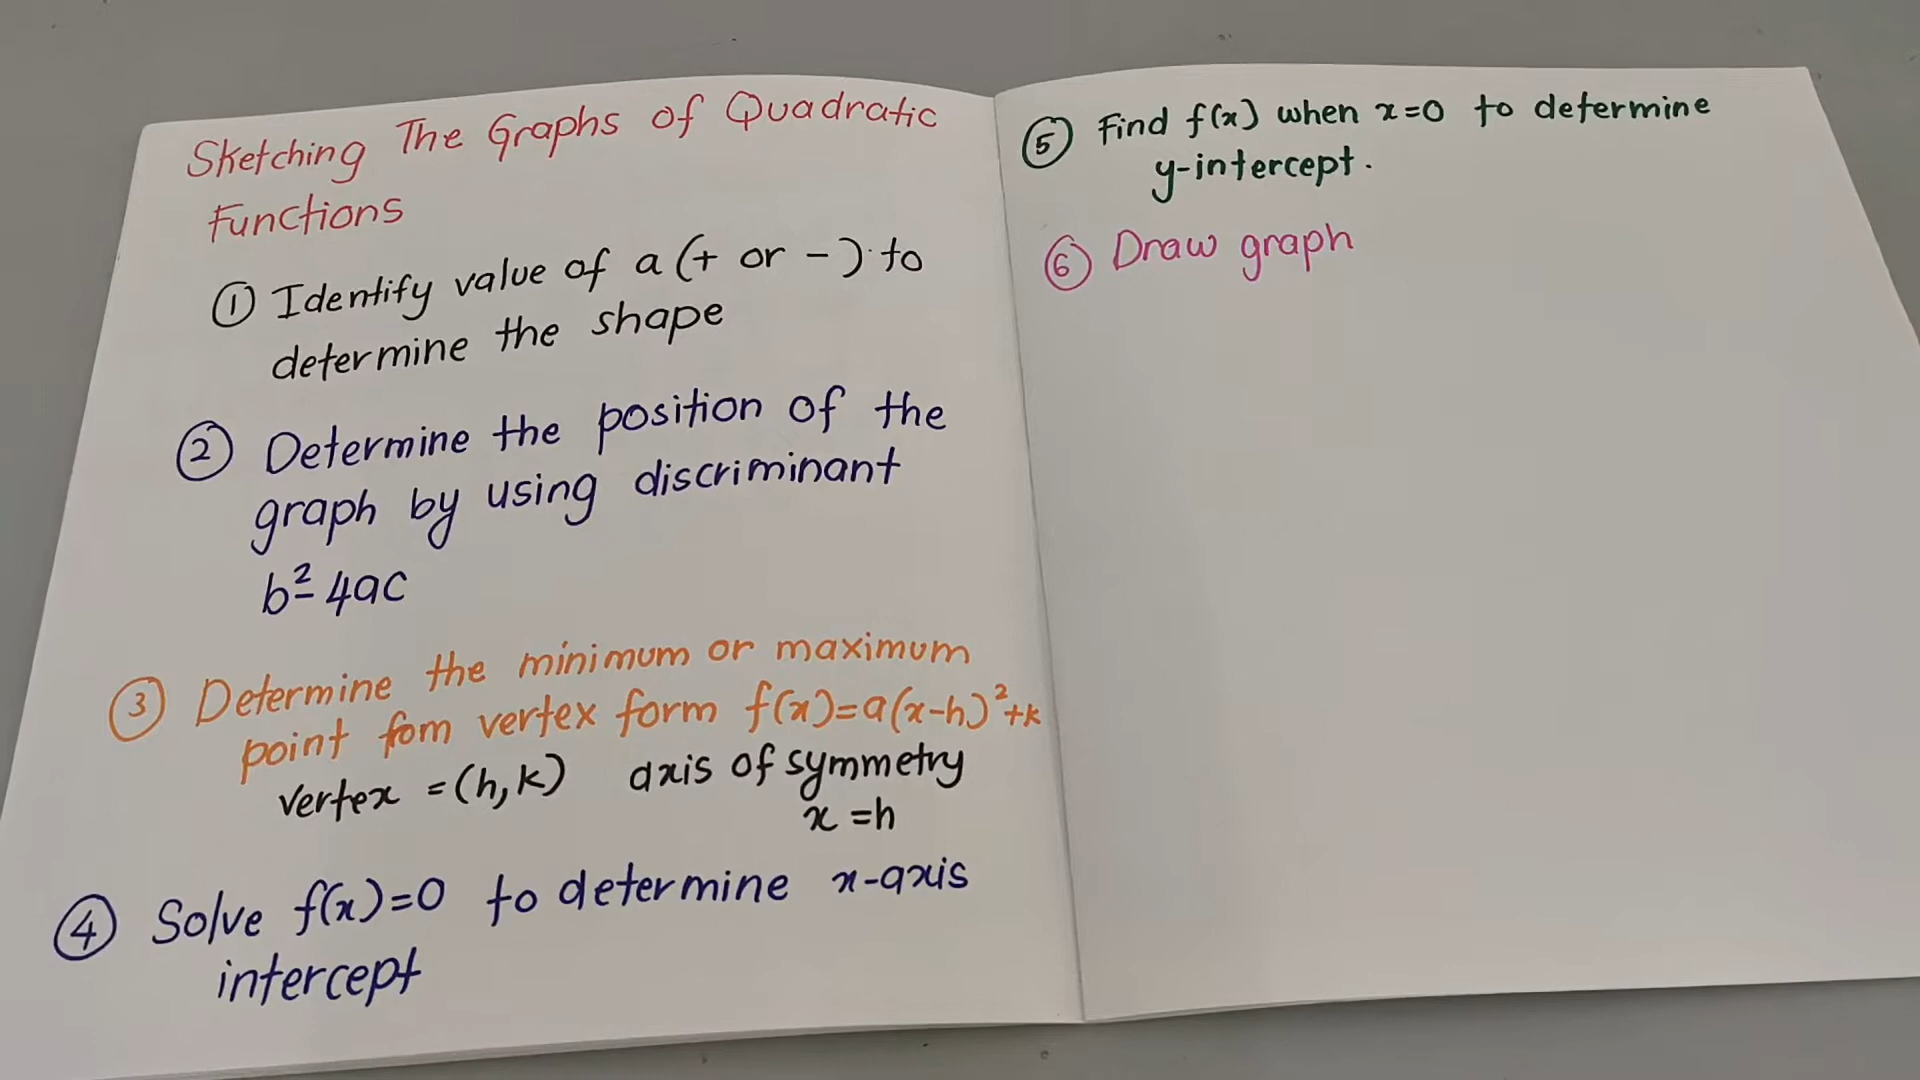 Sketching The Graphs of Quadratic
Functions
① Identify value of a (+ or -) to
determine the shape
② Determine the position of the
graph by using discriminant
b²-4ac
③ Determine the minimum or maximum
point fom vertex form f(x)=a(x-h)²+k
vertex = (h,k) axis of symmetry
x = h
④ Solve f(x)=0 to determine x-axis
intercept
⑤ Find f(x) when x=0 to determine
y-intercept.
⑥ Draw graph